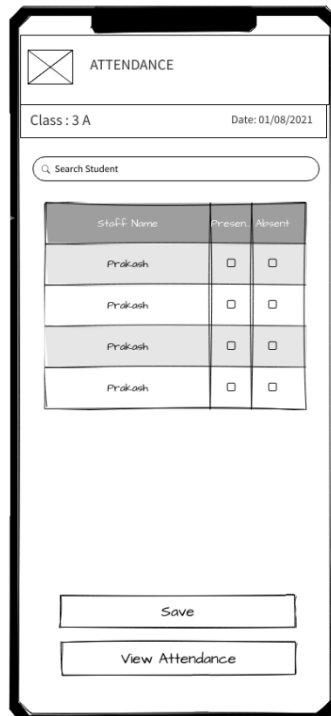 ATTENDANCE
Class : 3 A
Date: 01/08/2021
Search Student
Staff Name Presen.. Absent
Prakash
Prakash
Prakash
Prakash
Save
View Attendance